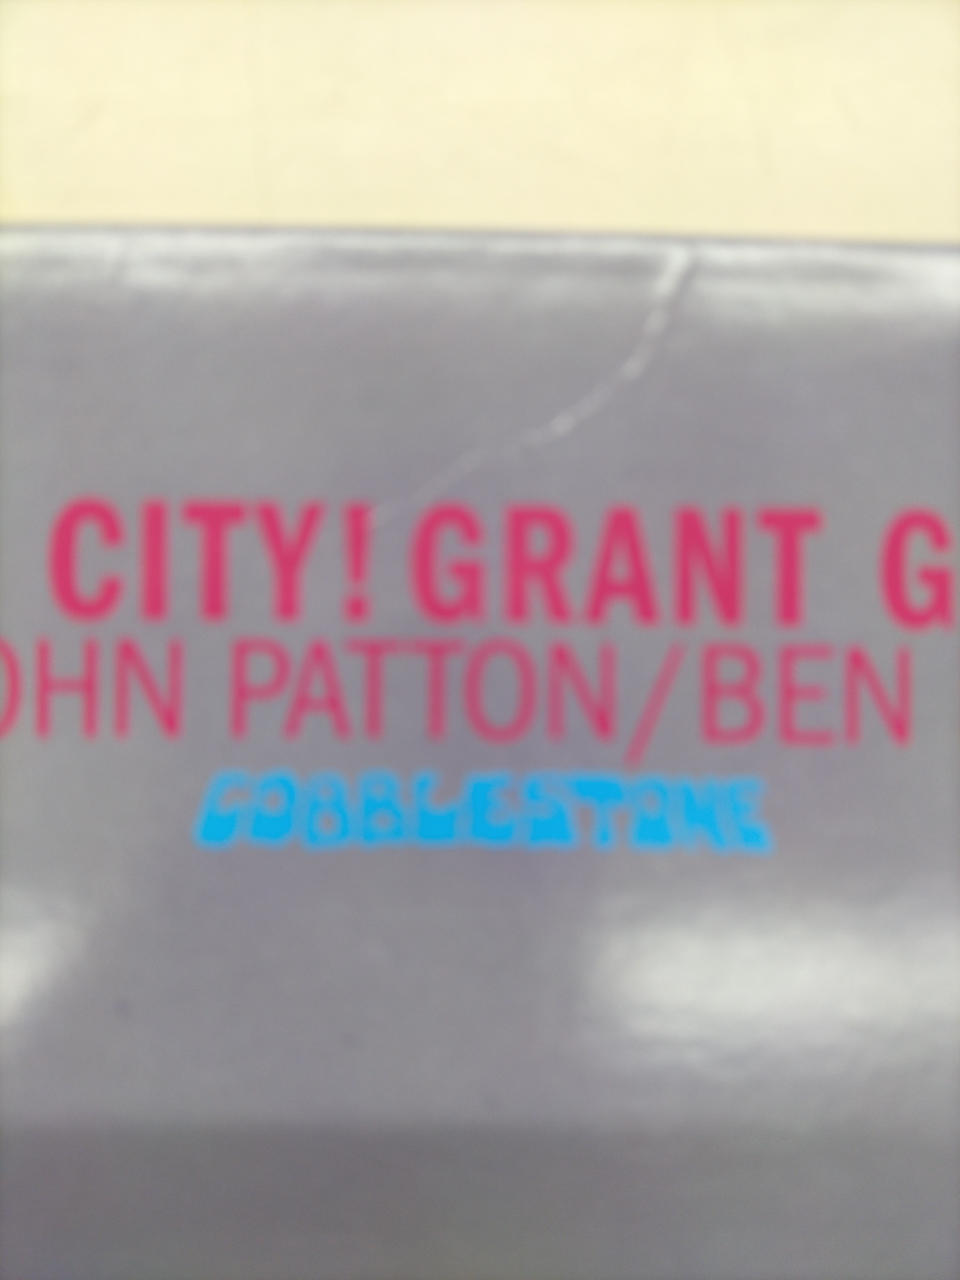 CITY! GRANT G
OHN PATTON/BEN
COBBLESTONE